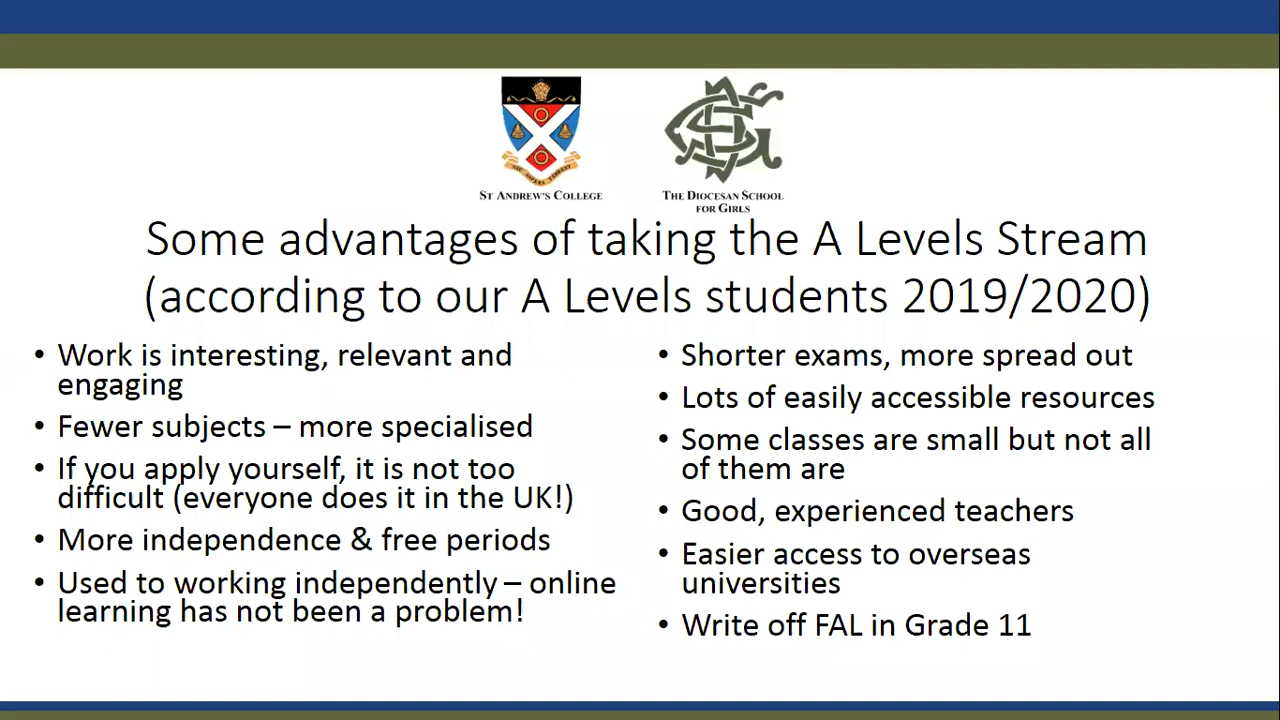 NEC ASPERA TERRENT
ST ANDREW'S COLLEGE
THE DIOCESAN SCHOOL
FOR GIRLS
Some advantages of taking the A Levels Stream
(according to our A Levels students 2019/2020)
• Work is interesting, relevant and
engaging
• Fewer subjects – more specialised
• If you apply yourself, it is not too
difficult (everyone does it in the UK!)
• More independence & free periods
• Used to working independently – online
learning has not been a problem!
• Shorter exams, more spread out
• Lots of easily accessible resources
• Some classes are small but not all
of them are
• Good, experienced teachers
• Easier access to overseas
universities
• Write off FAL in Grade 11